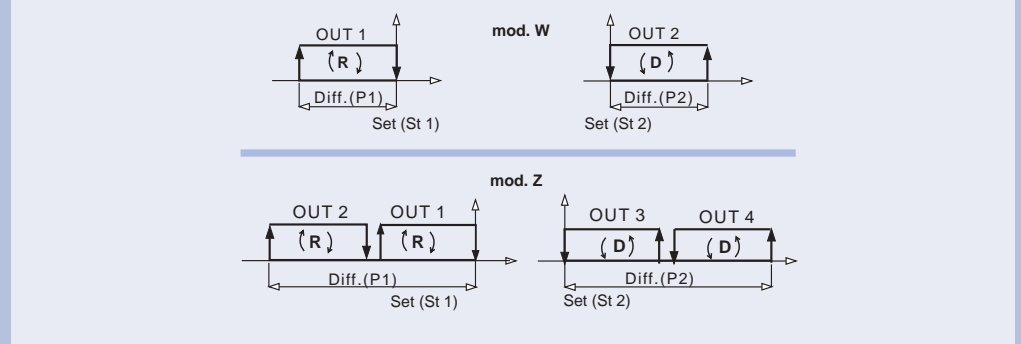 mod. W
OUT 1
R
Diff.(P1)
Set (St 1)
OUT 2
D
Diff.(P2)
Set (St 2)
mod. Z
OUT 2
OUT 1
R
R
Diff.(P1)
Set (St 1)
OUT 3
OUT 4
D
D
Diff.(P2)
Set (St 2)